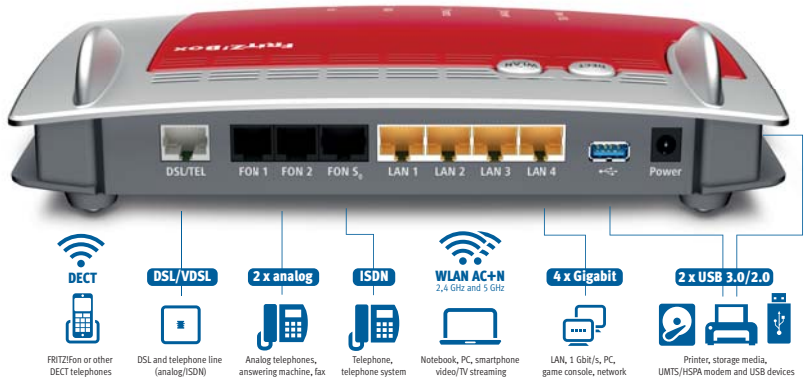 FRITZ!Box
WLAN
DECT
DSL/TEL
FON 1
FON 2
FON S₀
LAN 1
LAN 2
LAN 3
LAN 4
Power
DECT
DSL/VDSL
2 x analog
ISDN
WLAN AC+N
2,4 GHz and 5 GHz
4 x Gigabit
2 x USB 3.0/2.0
FRITZ!Fon or other
DECT telephones
DSL and telephone line
(analog/ISDN)
Analog telephones,
answering machine, fax
Telephone,
telephone system
Notebook, PC, smartphone
video/TV streaming
LAN, 1 Gbit/s, PC,
game console, network
Printer, storage media,
UMTS/HSPA modem and USB devices